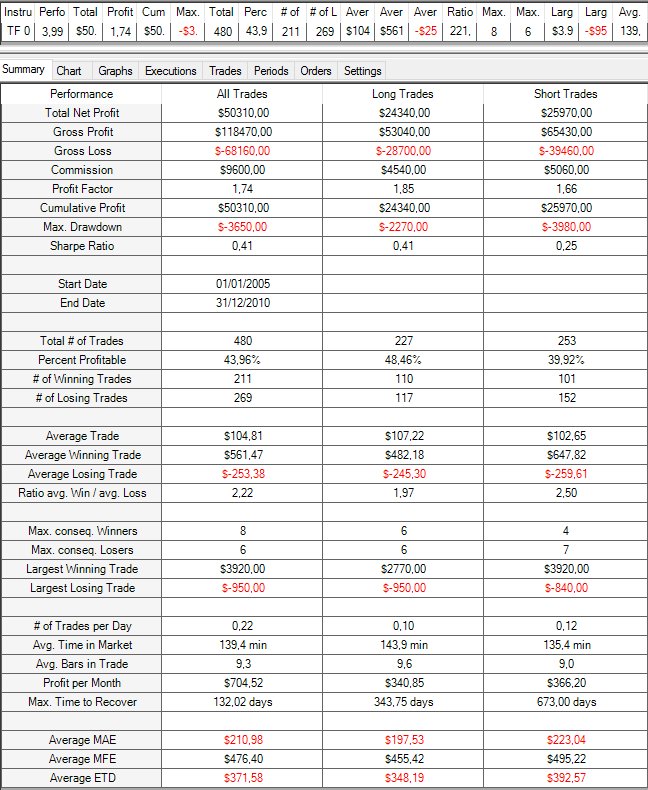 Instru Perfo Total Profit Cum Max. Total Perc # of # of L Aver Aver Aver Ratio Max. Max. Larg Larg Avg.
TF 0 3,99 $50. 1,74 $50. -$3. 480 43,9 211 269 $104 $561 -$25 221, 8 6 $3.9 -$95 139,
Summary Chart Graphs Executions Trades Periods Orders Settings
Performance All Trades Long Trades Short Trades
Total Net Profit $50310,00 $24340,00 $25970,00
Gross Profit $118470,00 $53040,00 $65430,00
Gross Loss $-68160,00 $-28700,00 $-39460,00
Commission $9600,00 $4540,00 $5060,00
Profit Factor 1,74 1,85 1,66
Cumulative Profit $50310,00 $24340,00 $25970,00
Max. Drawdown $-3650,00 $-2270,00 $-3980,00
Sharpe Ratio 0,41 0,41 0,25
Start Date 01/01/2005
End Date 31/12/2010
Total # of Trades 480 227 253
Percent Profitable 43,96% 48,46% 39,92%
# of Winning Trades 211 110 101
# of Losing Trades 269 117 152
Average Trade $104,81 $107,22 $102,65
Average Winning Trade $561,47 $482,18 $647,82
Average Losing Trade $-253,38 $-245,30 $-259,61
Ratio avg. Win / avg. Loss 2,22 1,97 2,50
Max. conseq. Winners 8 6 4
Max. conseq. Losers 6 6 7
Largest Winning Trade $3920,00 $2770,00 $3920,00
Largest Losing Trade $-950,00 $-950,00 $-840,00
# of Trades per Day 0,22 0,10 0,12
Avg. Time in Market 139,4 min 143,9 min 135,4 min
Avg. Bars in Trade 9,3 9,6 9,0
Profit per Month $704,52 $340,85 $366,20
Max. Time to Recover 132,02 days 343,75 days 673,00 days
Average MAE $210,98 $197,53 $223,04
Average MFE $476,40 $455,42 $495,22
Average ETD $371,58 $348,19 $392,57